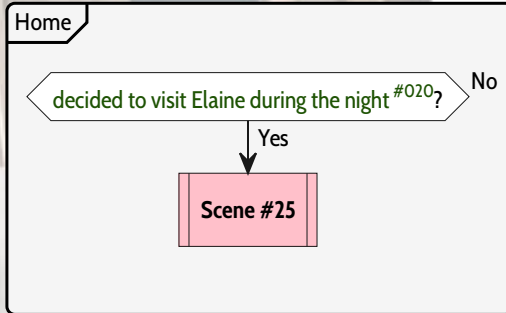 Home
decided to visit Elaine during the night #020?
No
Yes
Scene #25